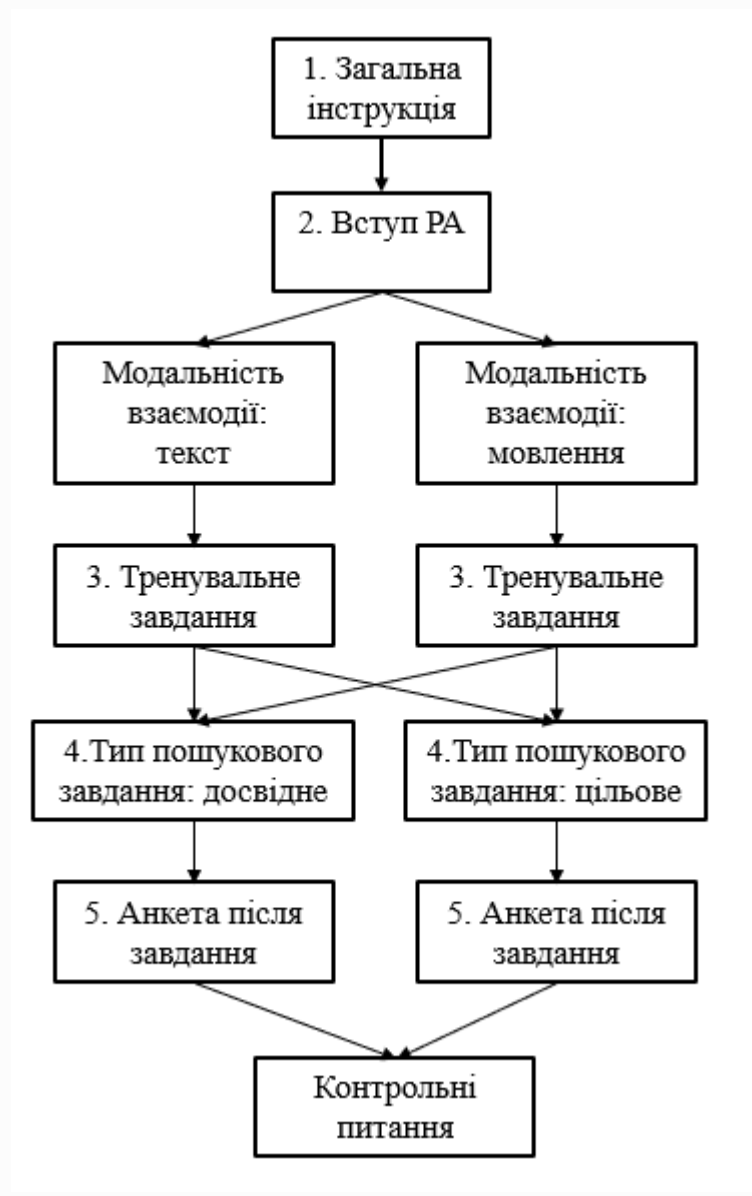 1. Загальна
інструкція
2. Вступ РА
Модальність
взаємодії:
текст
Модальність
взаємодії:
мовлення
3. Тренувальне
завдання
3. Тренувальне
завдання
4.Тип пошукового
завдання: досвідне
4.Тип пошукового
завдання: цільове
5. Анкета після
завдання
5. Анкета після
завдання
Контрольні
питання